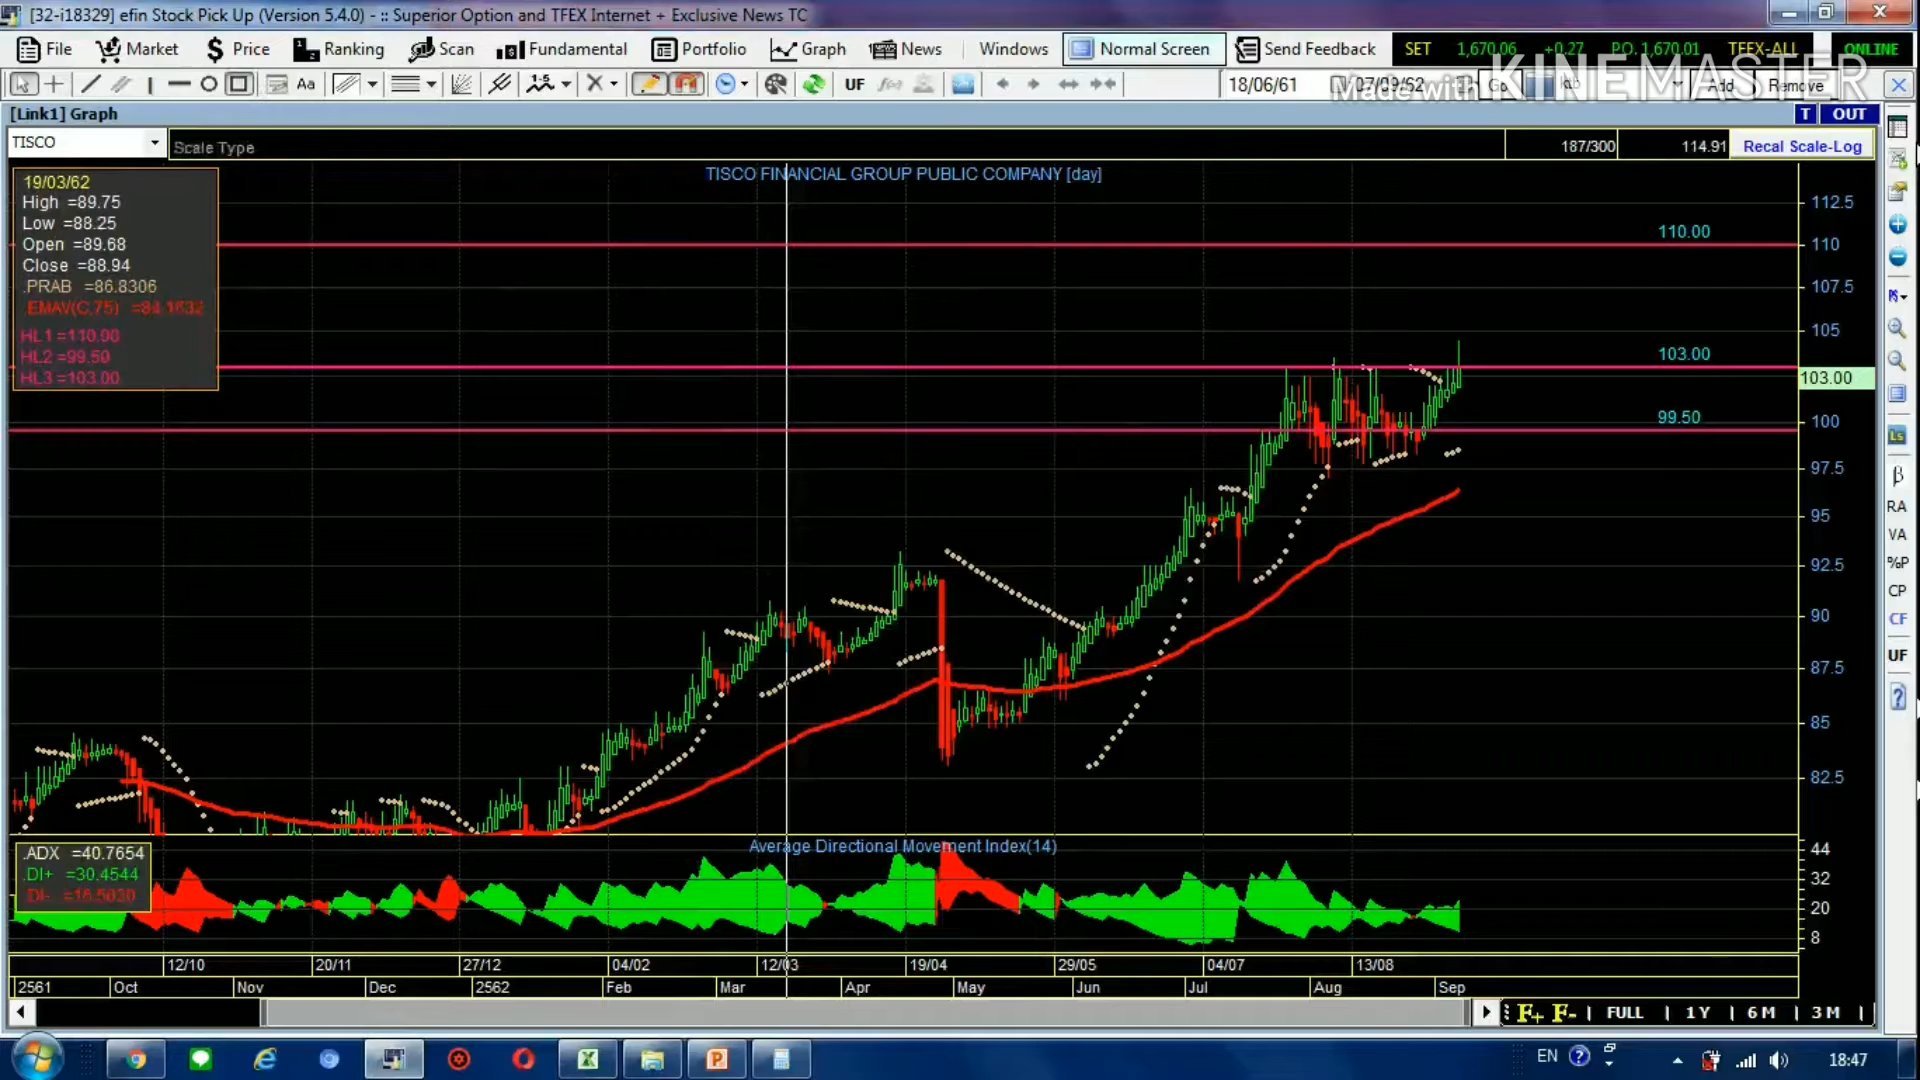 [32-i18329] efin Stock Pick Up (Version 5.4.0) - :: Superior Option and TFEX Internet + Exclusive News TC
File Market $ Price Ranking Scan Fundamental Portfolio Graph News Windows Normal Screen Send Feedback SET 1,670.06 +0.27 PO. 1,670.01 TFEX-ALL ONLINE
Aa 1-5 UF f(x) 18/06/61 07/09/62 Go Add Remove
Made with KINEMASTER
[Link1] Graph T OUT
TISCO Scale Type 187/300 114.91 Recal Scale-Log
TISCO FINANCIAL GROUP PUBLIC COMPANY [day]
19/03/62
High =89.75
Low =88.25
Open =89.68
Close =88.94
.PRAB =86.8306
.EMAV(C,75) =84.1632
HL1 =110.00
HL2 =99.50
HL3 =103.00
110.00
103.00
99.50
112.5
110
107.5
105
103.00
100
97.5
95
92.5
90
87.5
85
82.5
Ls
β
RA
VA
%P
CP
CF
UF
?
Average Directional Movement Index(14)
.ADX =40.7654
.DI+ =30.4544
.DI- =16.5030
44
32
20
8
12/10 20/11 27/12 04/02 12/03 19/04 29/05 04/07 13/08
2561 Oct Nov Dec 2562 Feb Mar Apr May Jun Jul Aug Sep
F+ F- | FULL | 1 Y | 6 M | 3 M |
EN 18:47